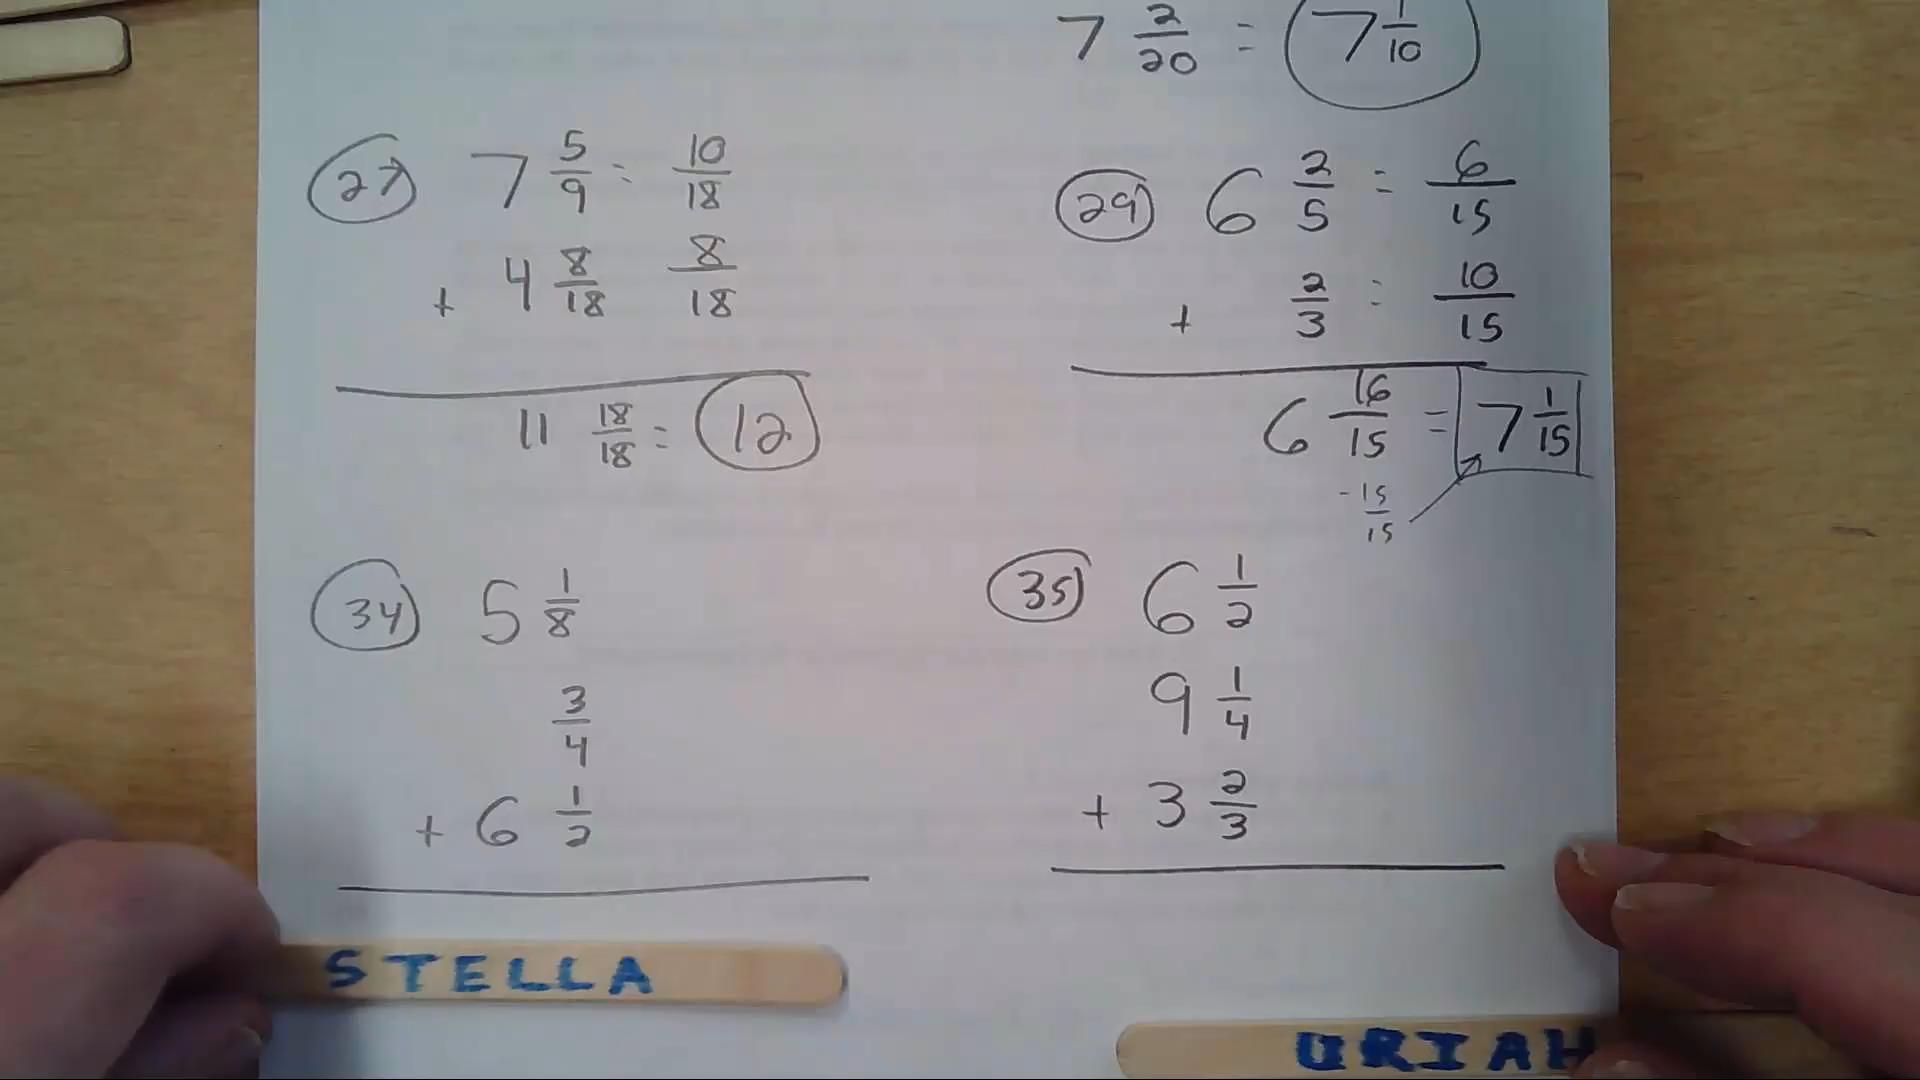 7 2/20 = 7 1/10
27 7 5/9 = 10/18
+ 4 8/18 8/18
11 18/18 = 12
29 6 2/5 = 6/15
+ 2/3 = 10/15
6 16/15 = 7 1/15
- 15/15
34 5 1/8
3/4
+ 6 1/2
35 6 1/2
9 1/4
+ 3 2/3
STELLA
URIAH